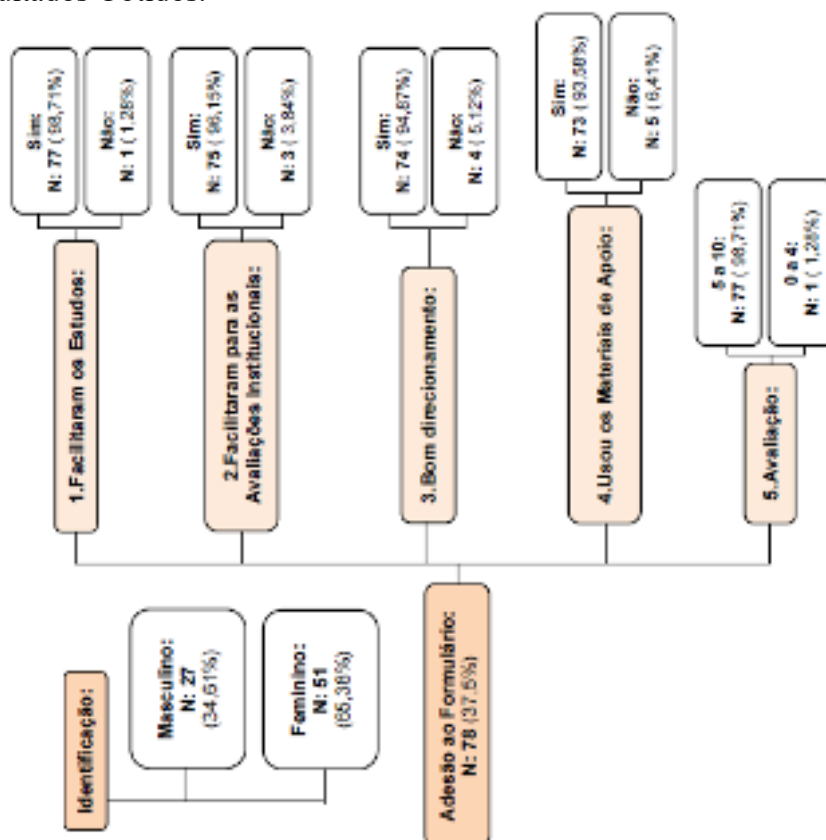 Identificação:
Masculino:
N: 27
(34,61%)
Feminino:
N: 51
(65,38%)
Adesão ao Formulário:
N: 78 (37,5%)
1.Facilitaram os Estudos:
Sim:
N: 77 ( 98,71%)
Não:
N: 1 ( 1,28%)
2.Facilitaram para as
Avaliações Institucionais:
Sim:
N: 75 ( 96,15%)
Não:
N: 3 ( 3,84%)
3.Bom direcionamento:
Sim:
N: 74 ( 94,87%)
Não:
N: 4 ( 5,12%)
4.Usou os Materiais de Apoio:
Sim:
N: 73 ( 93,58%)
Não:
N: 5 ( 6,41%)
5.Avaliação:
5 a 10:
N: 77 ( 98,71%)
0 a 4:
N: 1 ( 1,28%)